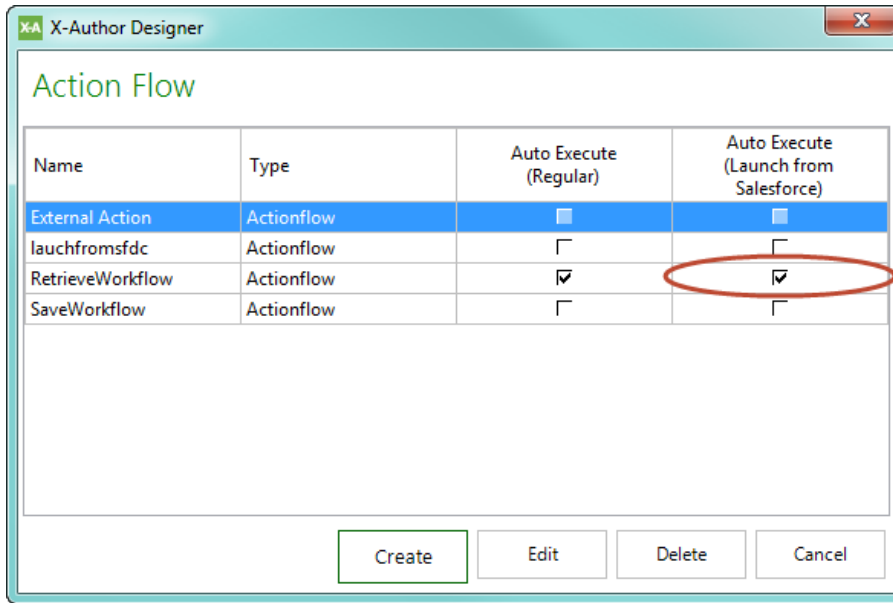 X-A X-Author Designer
Action Flow
Name Type Auto Execute (Regular) Auto Execute (Launch from Salesforce)
External Action Actionflow
lauchfromsfdc Actionflow
RetrieveWorkflow Actionflow
SaveWorkflow Actionflow
Create Edit Delete Cancel